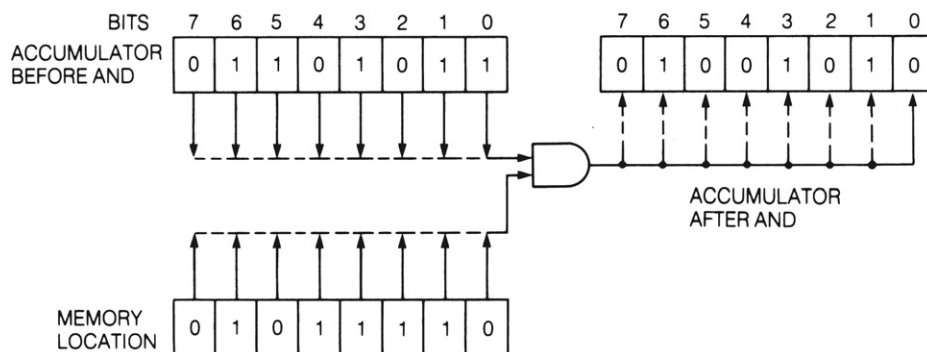 BITS 7 6 5 4 3 2 1 0 7 6 5 4 3 2 1 0
ACCUMULATOR
BEFORE AND
0 1 1 0 1 0 1 1
0 1 0 0 1 0 1 0
ACCUMULATOR
AFTER AND
MEMORY
LOCATION
0 1 0 1 1 1 1 0